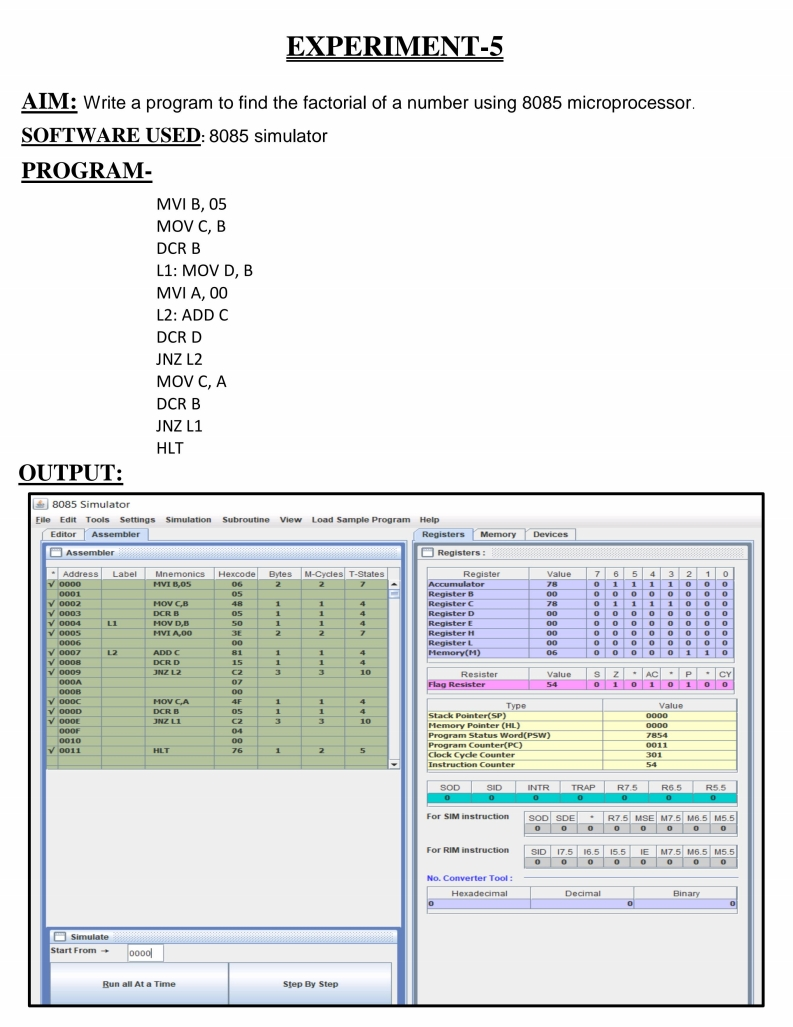 EXPERIMENT-5
AIM: Write a program to find the factorial of a number using 8085 microprocessor.
SOFTWARE USED: 8085 simulator
PROGRAM-
MVI B, 05
MOV C, B
DCR B
L1: MOV D, B
MVI A, 00
L2: ADD C
DCR D
JNZ L2
MOV C, A
DCR B
JNZ L1
HLT
OUTPUT:
8085 Simulator
File Edit Tools Settings Simulation Subroutine View Load Sample Program Help
Editor Assembler
Assembler
* Address Label Mnemonics Hexcode Bytes M-Cycles T-States
√ 0000 MVI B,05 06 2 2 7
0001 05
√ 0002 MOV C,B 48 1 1 4
√ 0003 DCR B 05 1 1 4
√ 0004 L1 MOV D,B 50 1 1 4
√ 0005 MVI A,00 3E 2 2 7
0006 00
√ 0007 L2 ADD C 81 1 1 4
√ 0008 DCR D 15 1 1 4
√ 0009 JNZ L2 C2 3 3 10
000A 07
000B 00
√ 000C MOV C,A 4F 1 1 4
√ 000D DCR B 05 1 1 4
√ 000E JNZ L1 C2 3 3 10
000F 04
0010 00
√ 0011 HLT 76 1 2 5
Simulate
Start From → 0000
Run all At a Time Step By Step
Registers Memory Devices
Registers :
Register Value 7 6 5 4 3 2 1 0
Accumulator 78 0 1 1 1 1 0 0 0
Register B 00 0 0 0 0 0 0 0 0
Register C 78 0 1 1 1 1 0 0 0
Register D 00 0 0 0 0 0 0 0 0
Register E 00 0 0 0 0 0 0 0 0
Register H 00 0 0 0 0 0 0 0 0
Register L 00 0 0 0 0 0 0 0 0
Memory(M) 06 0 0 0 0 0 1 1 0
Resister Value S Z * AC * P * CY
Flag Resister 54 0 1 0 1 0 1 0 0
Type Value
Stack Pointer(SP) 0000
Memory Pointer (HL) 0000
Program Status Word(PSW) 7854
Program Counter(PC) 0011
Clock Cycle Counter 301
Instruction Counter 54
SOD SID INTR TRAP R7.5 R6.5 R5.5
0 0 0 0 0 0 0
For SIM instruction SOD SDE * R7.5 MSE M7.5 M6.5 M5.5
0 0 0 0 0 0 0 0
For RIM instruction SID I7.5 I6.5 I5.5 IE M7.5 M6.5 M5.5
0 0 0 0 0 0 0 0
No. Converter Tool :
Hexadecimal Decimal Binary
0 0 0